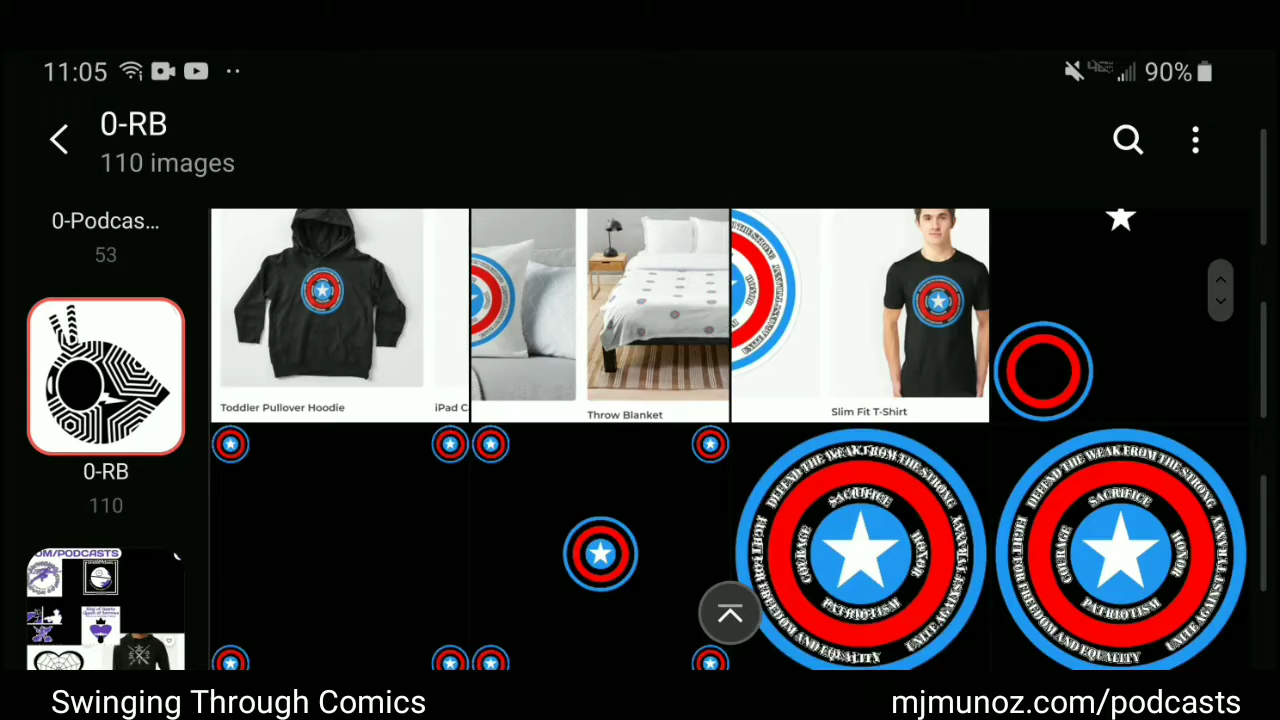 11:05
90%
0-RB
110 images
0-Podcas...
53
0-RB
110
OM/PODCASTS
Toddler Pullover Hoodie
iPad C
Throw Blanket
Slim Fit T-Shirt
DEFEND THE WEAK FROM THE STRONG
UNITE AGAINST TYRANNY
FIGHT FOR FREEDOM AND EQUALITY
SACRIFICE
HONOR
PATRIOTISM
COURAGE
DEFEND THE WEAK FROM THE STRONG
UNITE AGAINST TYRANNY
FIGHT FOR FREEDOM AND EQUALITY
SACRIFICE
HONOR
PATRIOTISM
COURAGE
Swinging Through Comics
mjmunoz.com/podcasts